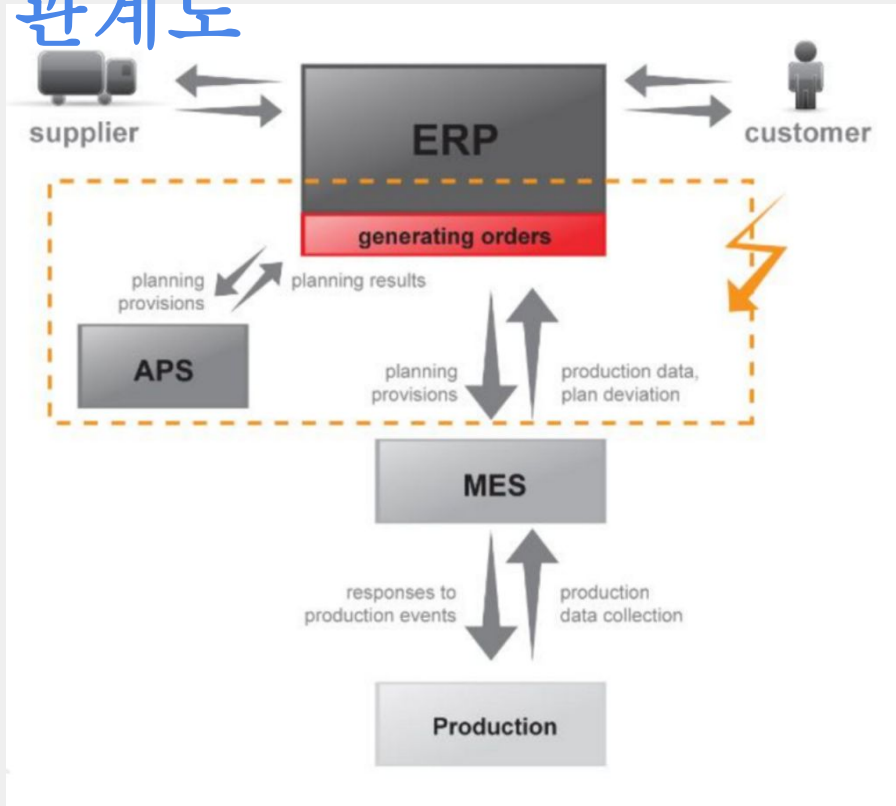 관계도
supplier
ERP
customer
generating orders
planning
provisions
planning results
APS
planning
provisions
production data,
plan deviation
MES
responses to
production events
production
data collection
Production